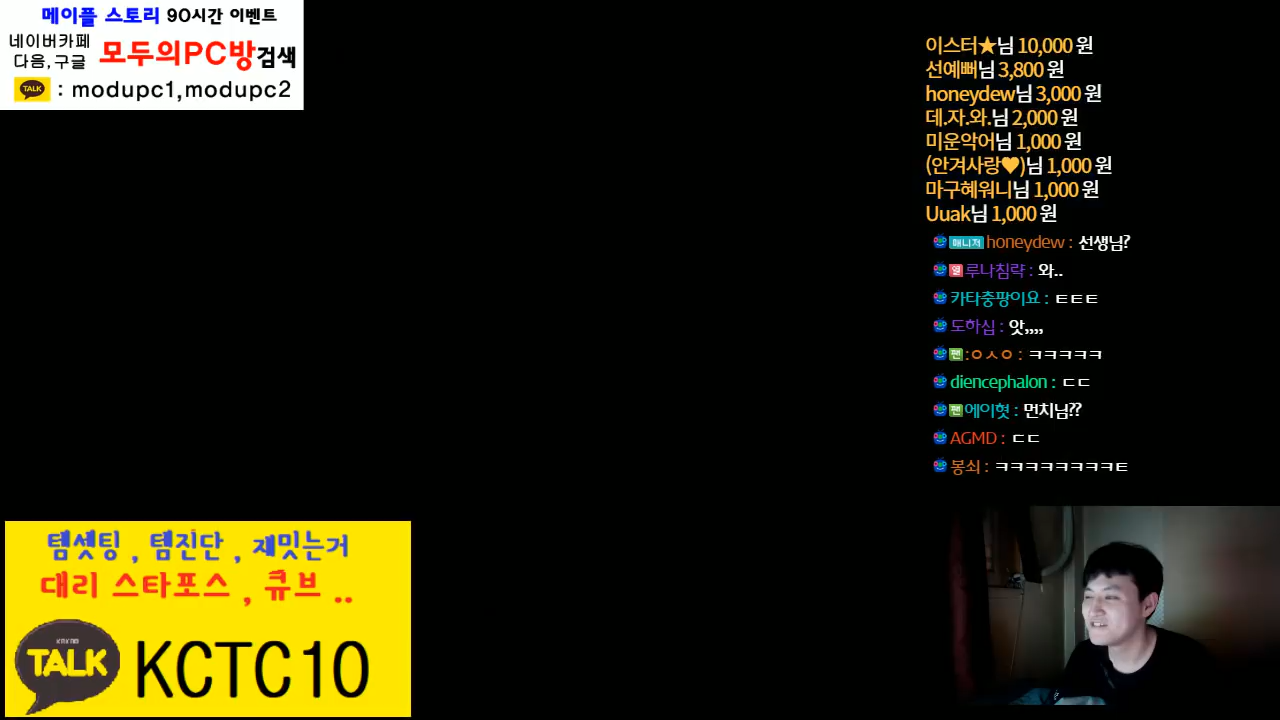 메이플 스토리 90시간 이벤트
네이버카페
다음,구글
모두의PC방검색
TALK : modupc1,modupc2
이스터★님 10,000 원
선예뻐님 3,800 원
honeydew님 3,000 원
데.자.와.님 2,000 원
미운악어님 1,000 원
(안겨사랑♥)님 1,000 원
마구혜워니님 1,000 원
Uuak님 1,000 원
매니저 honeydew : 선생님?
열 루나침략 : 와..
카타충팡이요 : ㅌㅌㅌ
도하십 : 앗,,,,
팬 :ㅇㅅㅇ : ㅋㅋㅋㅋㅋ
diencephalon : ㄷㄷ
팬 에이혓 : 먼치님??
AGMD : ㄷㄷ
봉쇠 : ㅋㅋㅋㅋㅋㅋㅋㅋㅌ
템셋팅 , 템진단 , 재밋는거
대리 스타포스 , 큐브 ..
TALK KCTC10